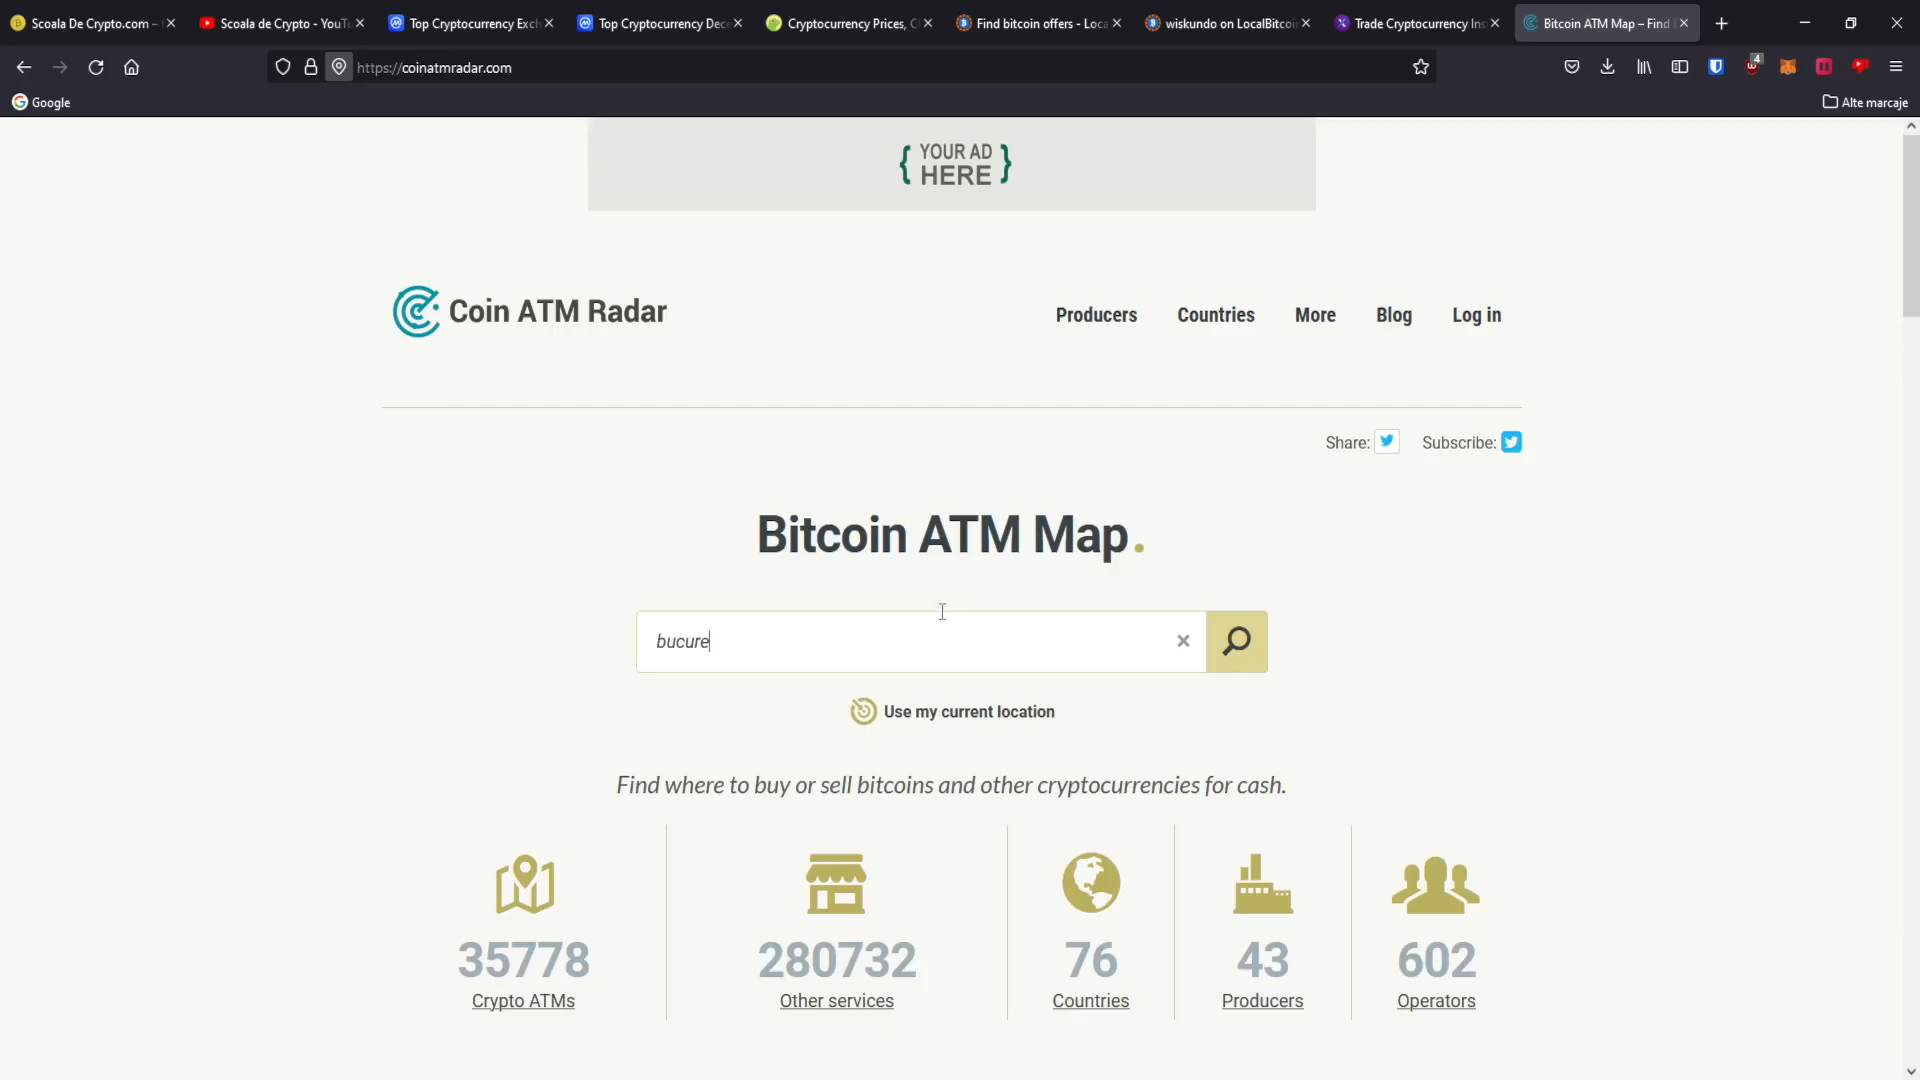 Scoala De Crypto.com –
Scoala de Crypto - YouTu
Top Cryptocurrency Exch
Top Cryptocurrency Dece
Cryptocurrency Prices, C
Find bitcoin offers - Loca
wiskundo on LocalBitcoi
Trade Cryptocurrency Ins
Bitcoin ATM Map – Find
https://coinatmradar.com
4
Google
Alte marcaje
{ YOUR AD
HERE }
Coin ATM Radar
Producers
Countries
More
Blog
Log in
Share:
Subscribe:
Bitcoin ATM Map.
bucure
Use my current location
Find where to buy or sell bitcoins and other cryptocurrencies for cash.
35778
Crypto ATMs
280732
Other services
76
Countries
43
Producers
602
Operators